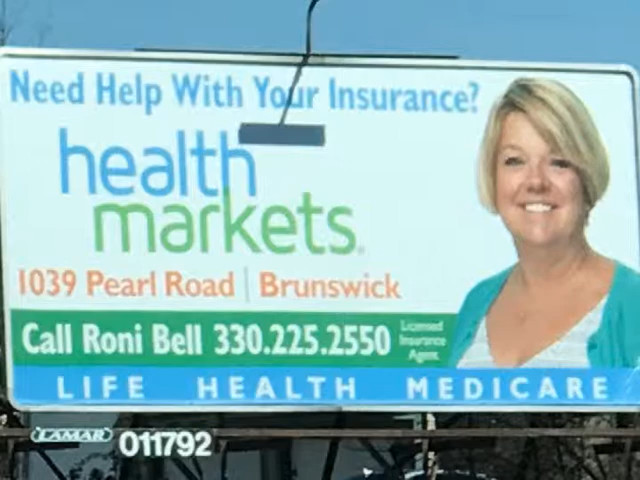 Need Help With Your Insurance?
health
markets.
1039 Pearl Road | Brunswick
Call Roni Bell 330.225.2550
Licensed
Insurance
Agent
LIFE HEALTH MEDICARE
LAMAR 011792